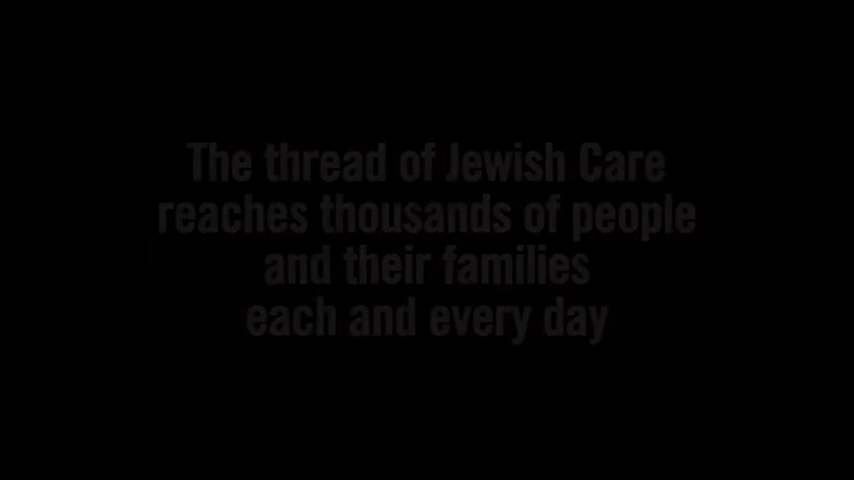 The thread of Jewish Care
reaches thousands of people
and their families
each and every day